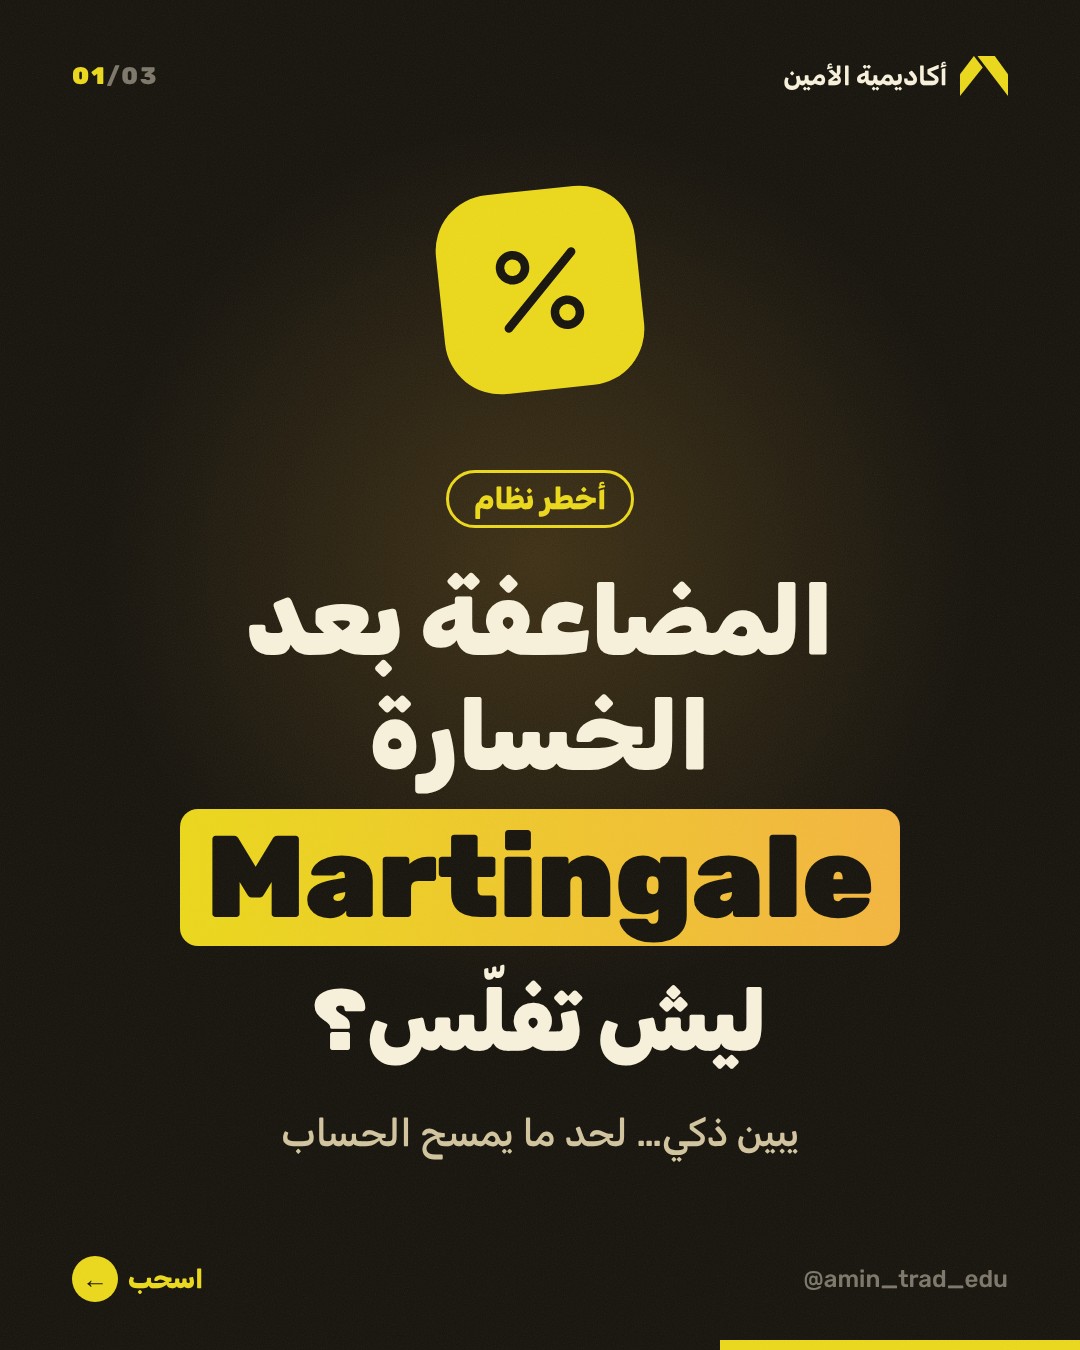 أكاديمية الأمين
01/03
%
أخطر نظام
المضاعفة بعد
الخسارة
Martingale
ليش تفلّس؟
يبين ذكي... لحد ما يمسح الحساب
@amin_trad_edu
اسحب ←